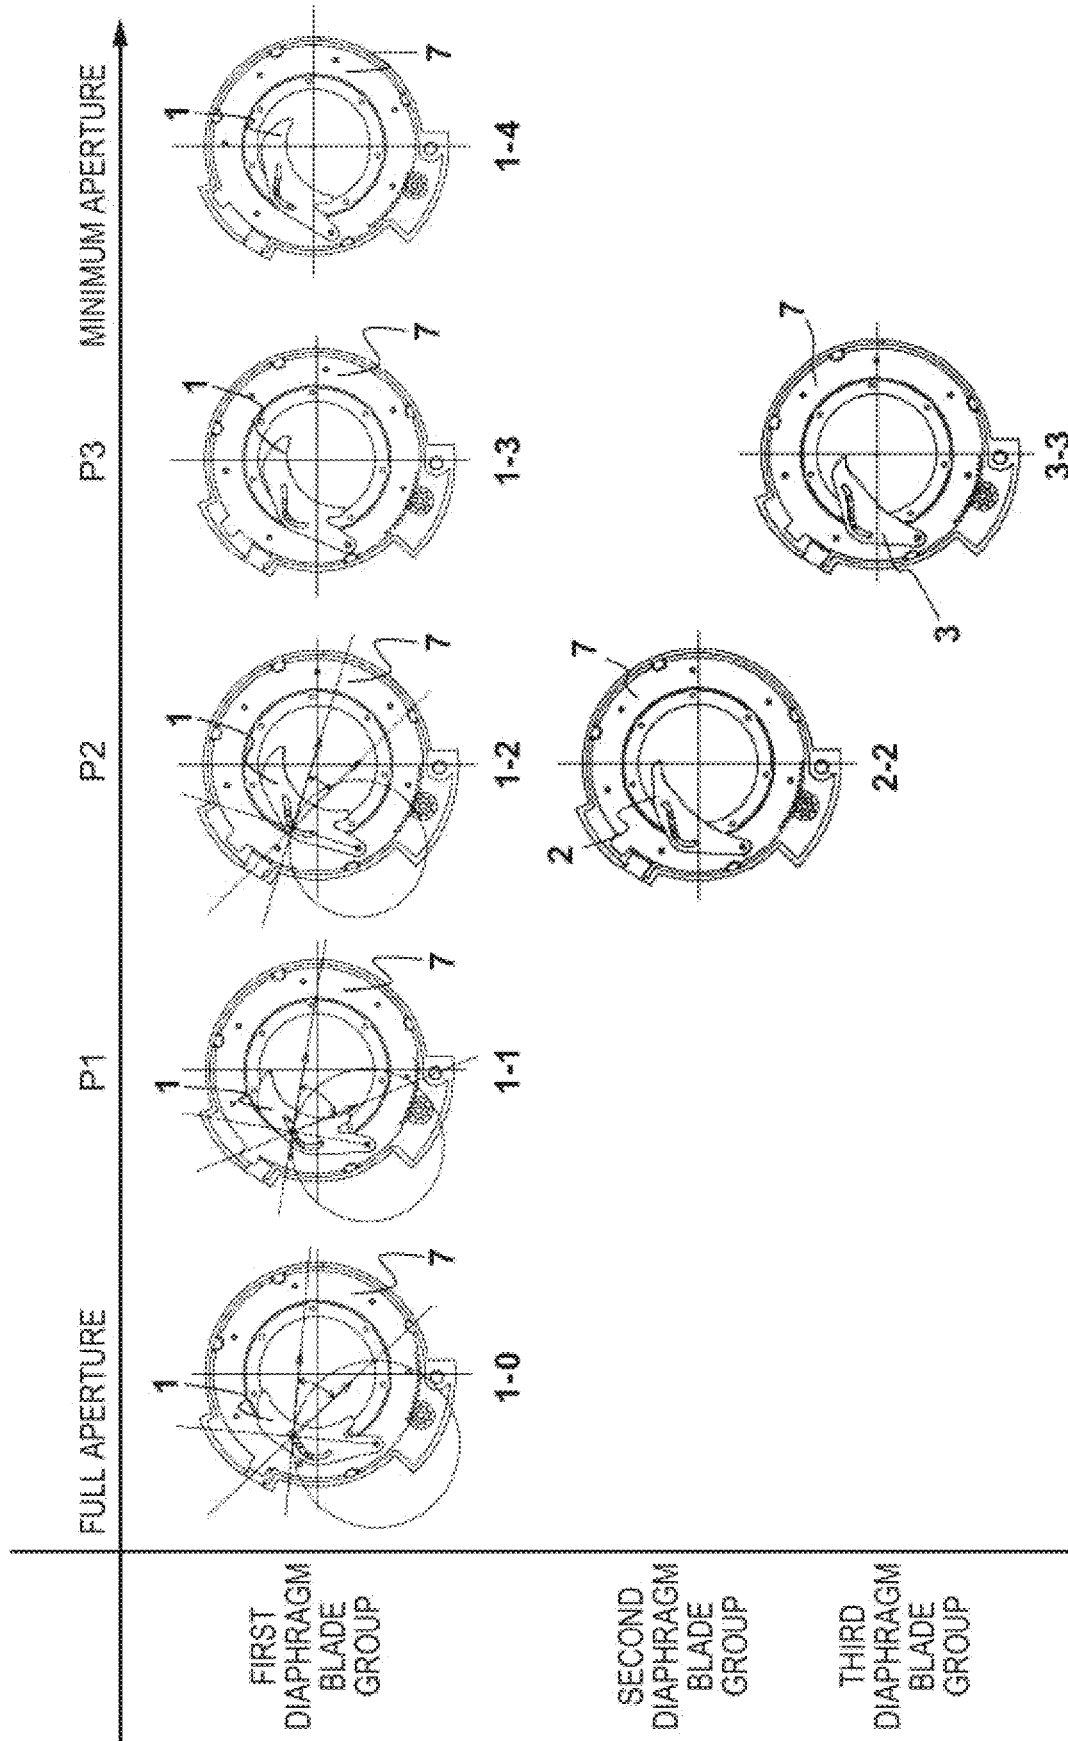 FULL APERTURE P1 P2 P3 MINIMUM APERTURE
FIRST
DIAPHRAGM
BLADE
GROUP
1 1 1 1 1
7 7 7 7 7
1-0 1-1 1-2 1-3 1-4
SECOND
DIAPHRAGM
BLADE
GROUP
2 7
2-2
THIRD
DIAPHRAGM
BLADE
GROUP
7
3
3-3